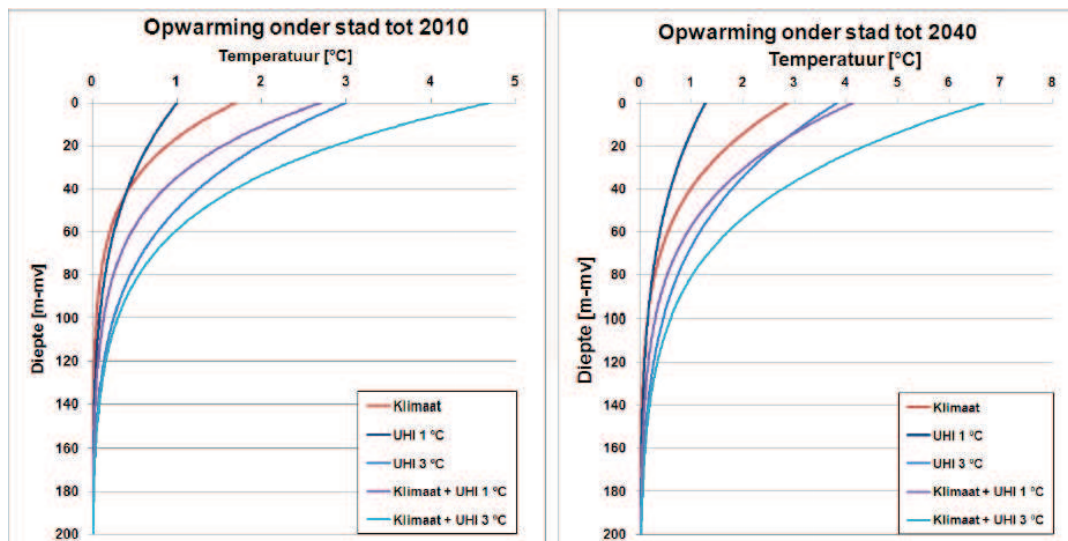 Opwarming onder stad tot 2010
Temperatuur [°C]
0 1 2 3 4 5
0
20
40
60
80
100
120
140
160
180
200
Diepte [m-mv]
Klimaat
UHI 1 °C
UHI 3 °C
Klimaat + UHI 1 °C
Klimaat + UHI 3 °C
Opwarming onder stad tot 2040
Temperatuur [°C]
0 1 2 3 4 5 6 7 8
0
20
40
60
80
100
120
140
160
180
200
Diepte [m-mv]
Klimaat
UHI 1 °C
UHI 3 °C
Klimaat + UHI 1 °C
Klimaat + UHI 3 °C